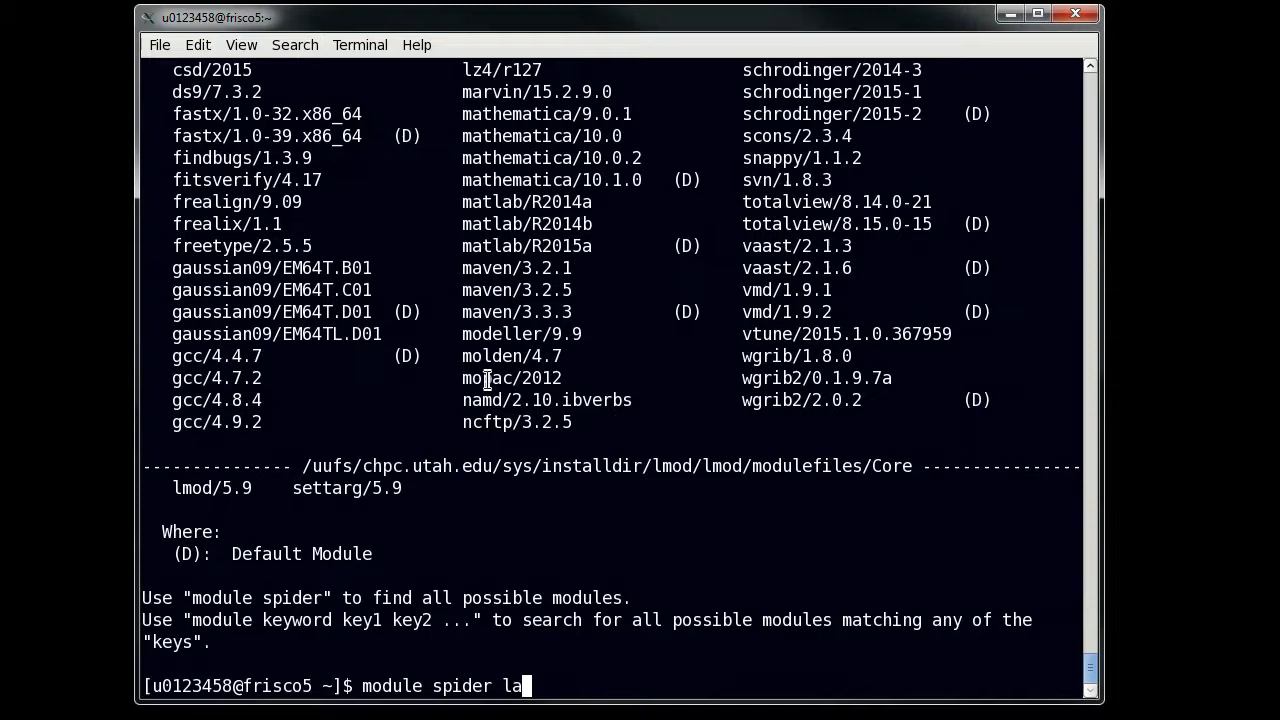 u0123458@frisco5:~
File Edit View Search Terminal Help
csd/2015 lz4/r127 schrodinger/2014-3
ds9/7.3.2 marvin/15.2.9.0 schrodinger/2015-1
fastx/1.0-32.x86_64 mathematica/9.0.1 schrodinger/2015-2 (D)
fastx/1.0-39.x86_64 (D) mathematica/10.0 scons/2.3.4
findbugs/1.3.9 mathematica/10.0.2 snappy/1.1.2
fitsverify/4.17 mathematica/10.1.0 (D) svn/1.8.3
frealign/9.09 matlab/R2014a totalview/8.14.0-21
frealix/1.1 matlab/R2014b totalview/8.15.0-15 (D)
freetype/2.5.5 matlab/R2015a (D) vaast/2.1.3
gaussian09/EM64T.B01 maven/3.2.1 vaast/2.1.6 (D)
gaussian09/EM64T.C01 maven/3.2.5 vmd/1.9.1
gaussian09/EM64T.D01 (D) maven/3.3.3 (D) vmd/1.9.2 (D)
gaussian09/EM64TL.D01 modeller/9.9 vtune/2015.1.0.367959
gcc/4.4.7 (D) molden/4.7 wgrib/1.8.0
gcc/4.7.2 mopac/2012 wgrib2/0.1.9.7a
gcc/4.8.4 namd/2.10.ibverbs wgrib2/2.0.2 (D)
gcc/4.9.2 ncftp/3.2.5
--------------- /uufs/chpc.utah.edu/sys/installdir/lmod/lmod/modulefiles/Core ----------------
lmod/5.9 settarg/5.9
Where:
(D): Default Module
Use "module spider" to find all possible modules.
Use "module keyword key1 key2 ..." to search for all possible modules matching any of the
"keys".
[u0123458@frisco5 ~]$ module spider la